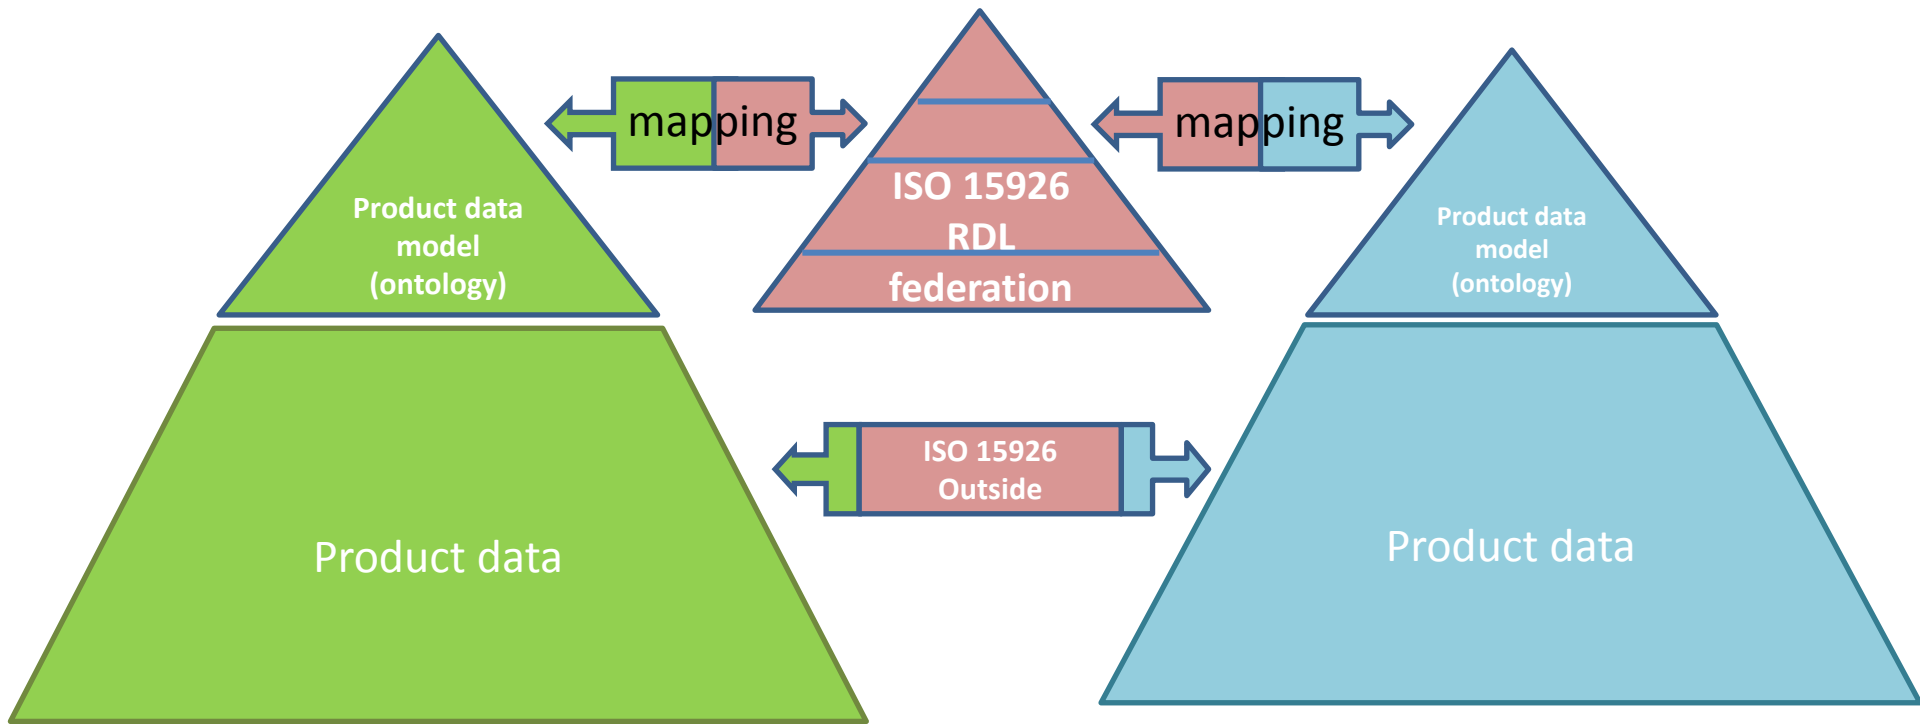 mapping
mapping
Product data
model
(ontology)
ISO 15926
RDL
federation
Product data
model
(ontology)
ISO 15926
Outside
Product data
Product data